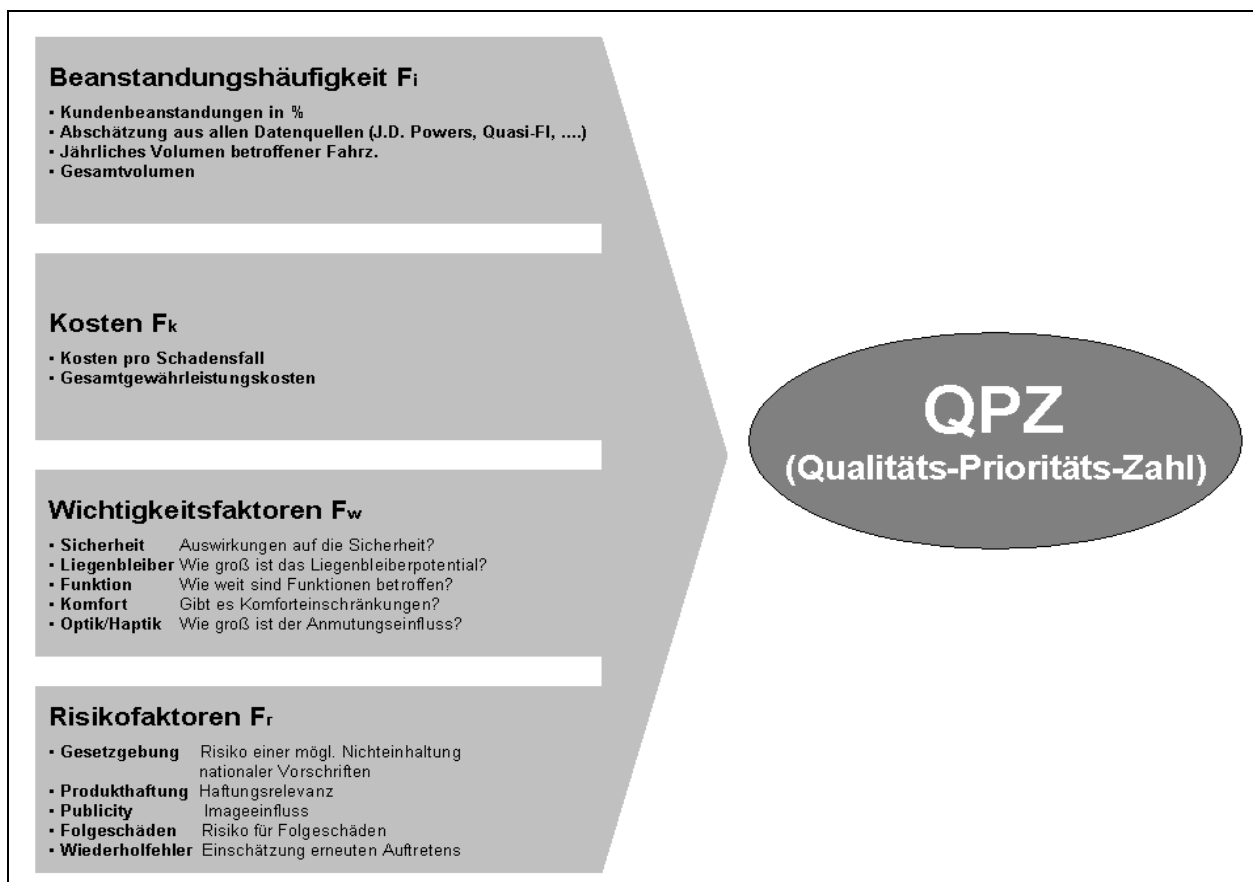 Beanstandungshäufigkeit Fi
▪ Kundenbeanstandungen in %
▪ Abschätzung aus allen Datenquellen (J.D. Powers, Quasi-FI, ....)
▪ Jährliches Volumen betroffener Fahrz.
▪ Gesamtvolumen
Kosten Fk
▪ Kosten pro Schadensfall
▪ Gesamtgewährleistungskosten
Wichtigkeitsfaktoren Fw
▪ Sicherheit Auswirkungen auf die Sicherheit?
▪ Liegenbleiber Wie groß ist das Liegenbleiberpotential?
▪ Funktion Wie weit sind Funktionen betroffen?
▪ Komfort Gibt es Komforteinschränkungen?
▪ Optik/Haptik Wie groß ist der Anmutungseinfluss?
Risikofaktoren Fr
▪ Gesetzgebung Risiko einer mögl. Nichteinhaltung
nationaler Vorschriften
▪ Produkthaftung Haftungsrelevanz
▪ Publicity Imageeinfluss
▪ Folgeschäden Risiko für Folgeschäden
▪ Wiederholfehler Einschätzung erneuten Auftretens
QPZ
(Qualitäts-Prioritäts-Zahl)